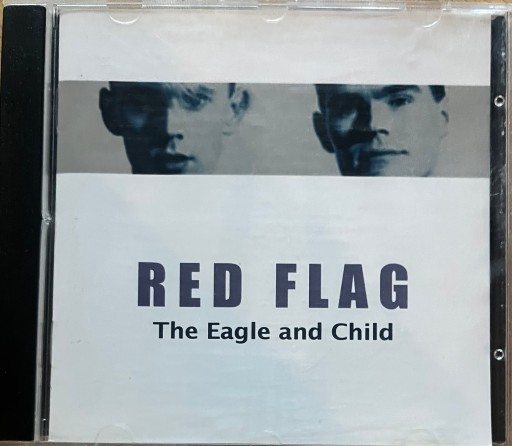 RED FLAG
The Eagle and Child